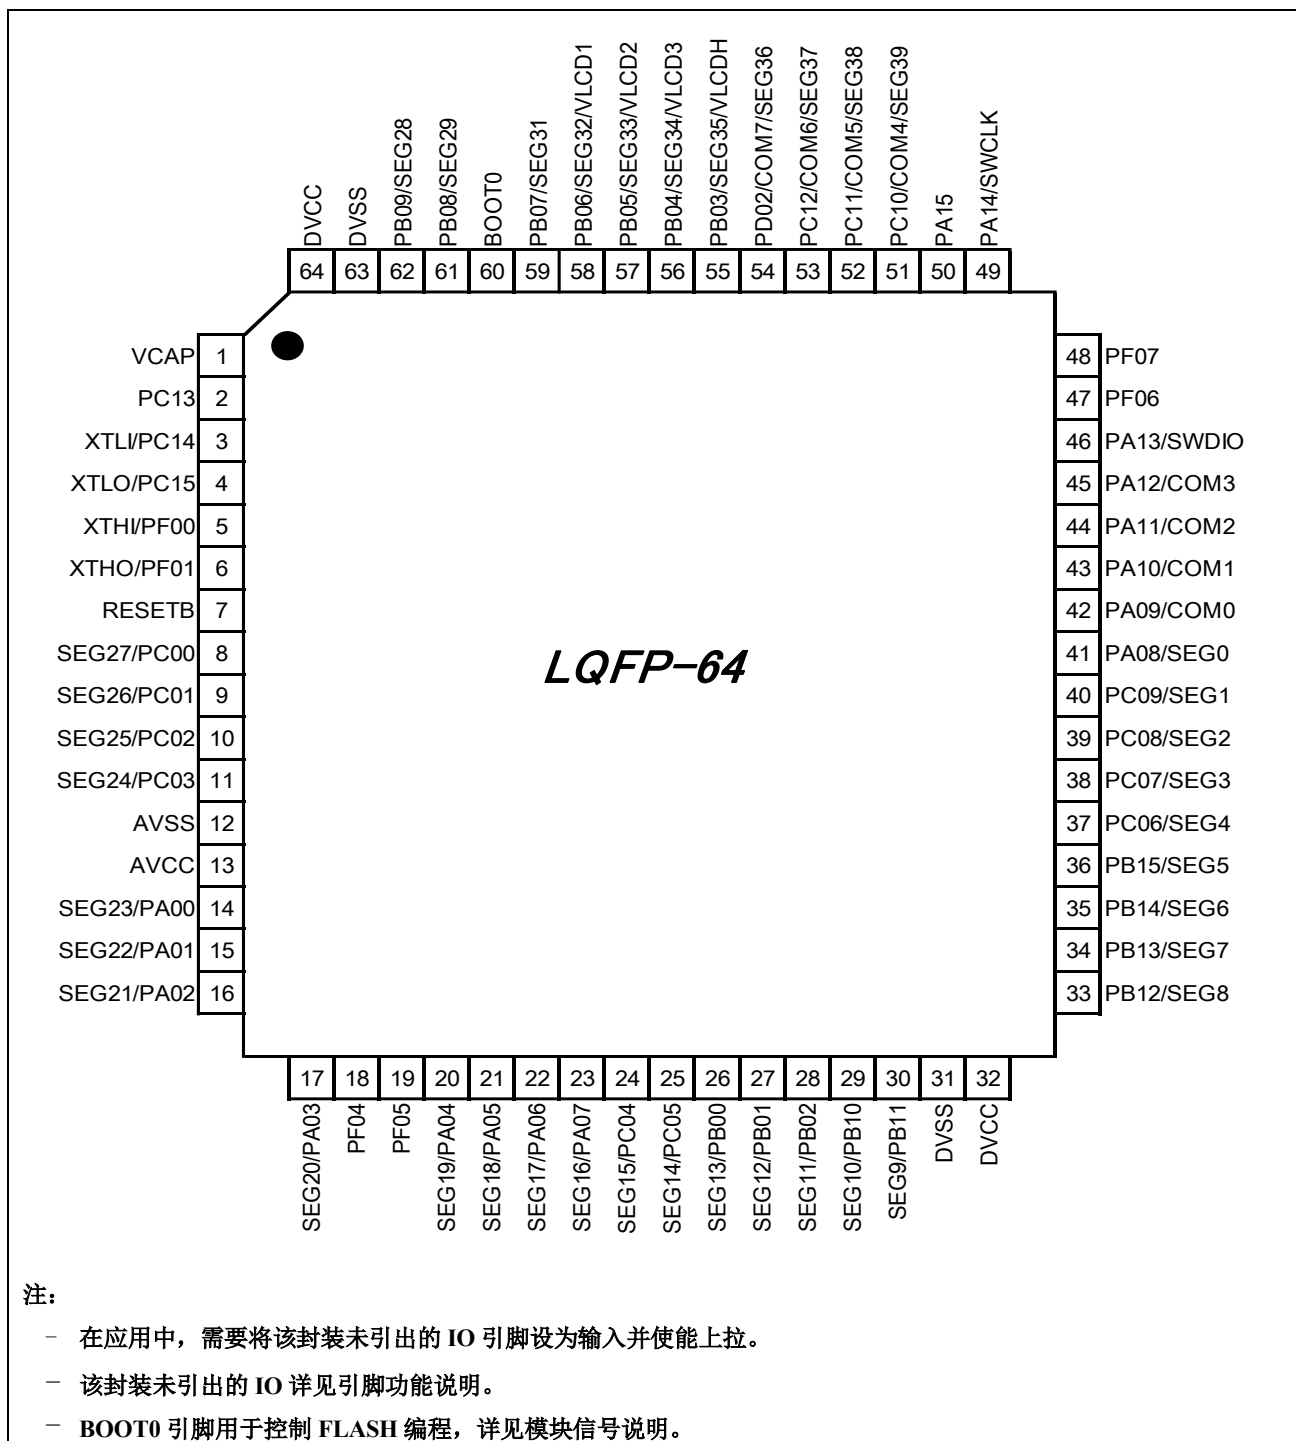 DVCC
DVSS
PB09/SEG28
PB08/SEG29
BOOT0
PB07/SEG31
PB06/SEG32/VLCD1
PB05/SEG33/VLCD2
PB04/SEG34/VLCD3
PB03/SEG35/VLCDH
PD02/COM7/SEG36
PC12/COM6/SEG37
PC11/COM5/SEG38
PC10/COM4/SEG39
PA15
PA14/SWCLK
64 63 62 61 60 59 58 57 56 55 54 53 52 51 50 49
VCAP 1
PC13 2
XTLI/PC14 3
XTLO/PC15 4
XTHI/PF00 5
XTHO/PF01 6
RESETB 7
SEG27/PC00 8
SEG26/PC01 9
SEG25/PC02 10
SEG24/PC03 11
AVSS 12
AVCC 13
SEG23/PA00 14
SEG22/PA01 15
SEG21/PA02 16
LQFP-64
48 PF07
47 PF06
46 PA13/SWDIO
45 PA12/COM3
44 PA11/COM2
43 PA10/COM1
42 PA09/COM0
41 PA08/SEG0
40 PC09/SEG1
39 PC08/SEG2
38 PC07/SEG3
37 PC06/SEG4
36 PB15/SEG5
35 PB14/SEG6
34 PB13/SEG7
33 PB12/SEG8
17 18 19 20 21 22 23 24 25 26 27 28 29 30 31 32
SEG20/PA03
PF04
PF05
SEG19/PA04
SEG18/PA05
SEG17/PA06
SEG16/PA07
SEG15/PC04
SEG14/PC05
SEG13/PB00
SEG12/PB01
SEG11/PB02
SEG10/PB10
SEG9/PB11
DVSS
DVCC
注：
－ 在应用中，需要将该封装未引出的 IO 引脚设为输入并使能上拉。
－ 该封装未引出的 IO 详见引脚功能说明。
－ BOOT0 引脚用于控制 FLASH 编程，详见模块信号说明。